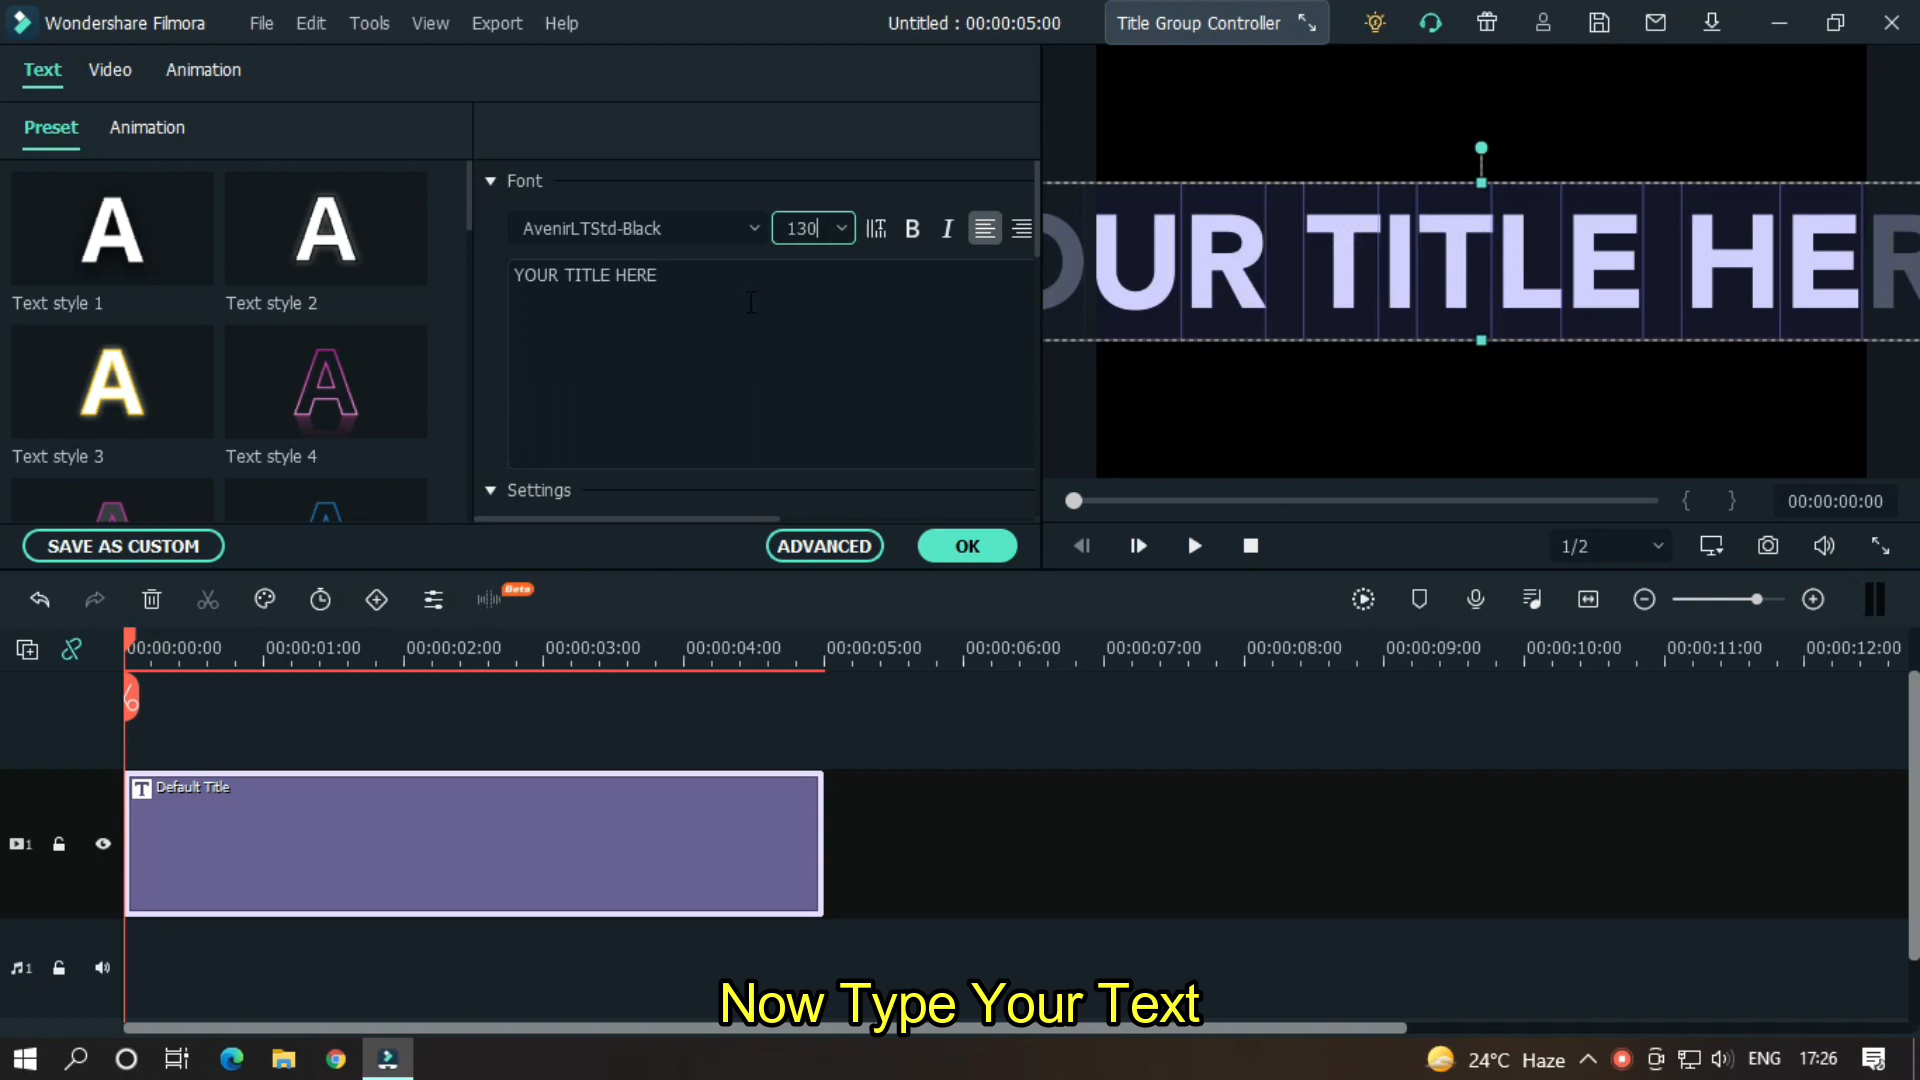 Wondershare Filmora File Edit Tools View Export Help Untitled : 00:00:05:00 Title Group Controller
Text Video Animation
Preset Animation
Font
AvenirLTStd-Black 130 B I
YOUR TITLE HERE
OUR TITLE HER
Text style 1 Text style 2
Text style 3 Text style 4
Settings
00:00:00:00
SAVE AS CUSTOM ADVANCED OK 1/2
Beta
00:00:00:00 00:00:01:00 00:00:02:00 00:00:03:00 00:00:04:00 00:00:05:00 00:00:06:00 00:00:07:00 00:00:08:00 00:00:09:00 00:00:10:00 00:00:11:00 00:00:12:00
T Default Title
1
1
Now Type Your Text
24°C Haze ENG 17:26